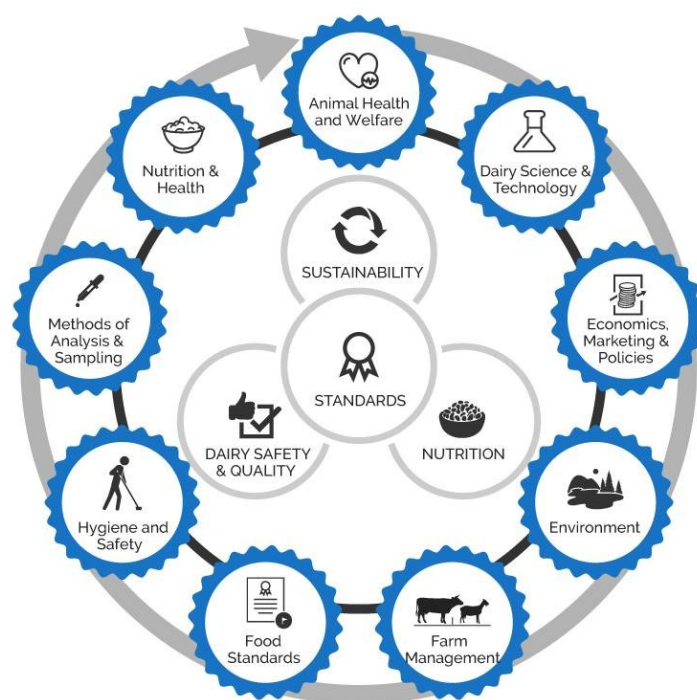 Animal Health
and Welfare
Dairy Science &
Technology
Economics,
Marketing &
Policies
Environment
Farm
Management
Food
Standards
Hygiene and
Safety
Methods of
Analysis &
Sampling
Nutrition &
Health
SUSTAINABILITY
STANDARDS
DAIRY SAFETY
& QUALITY
NUTRITION